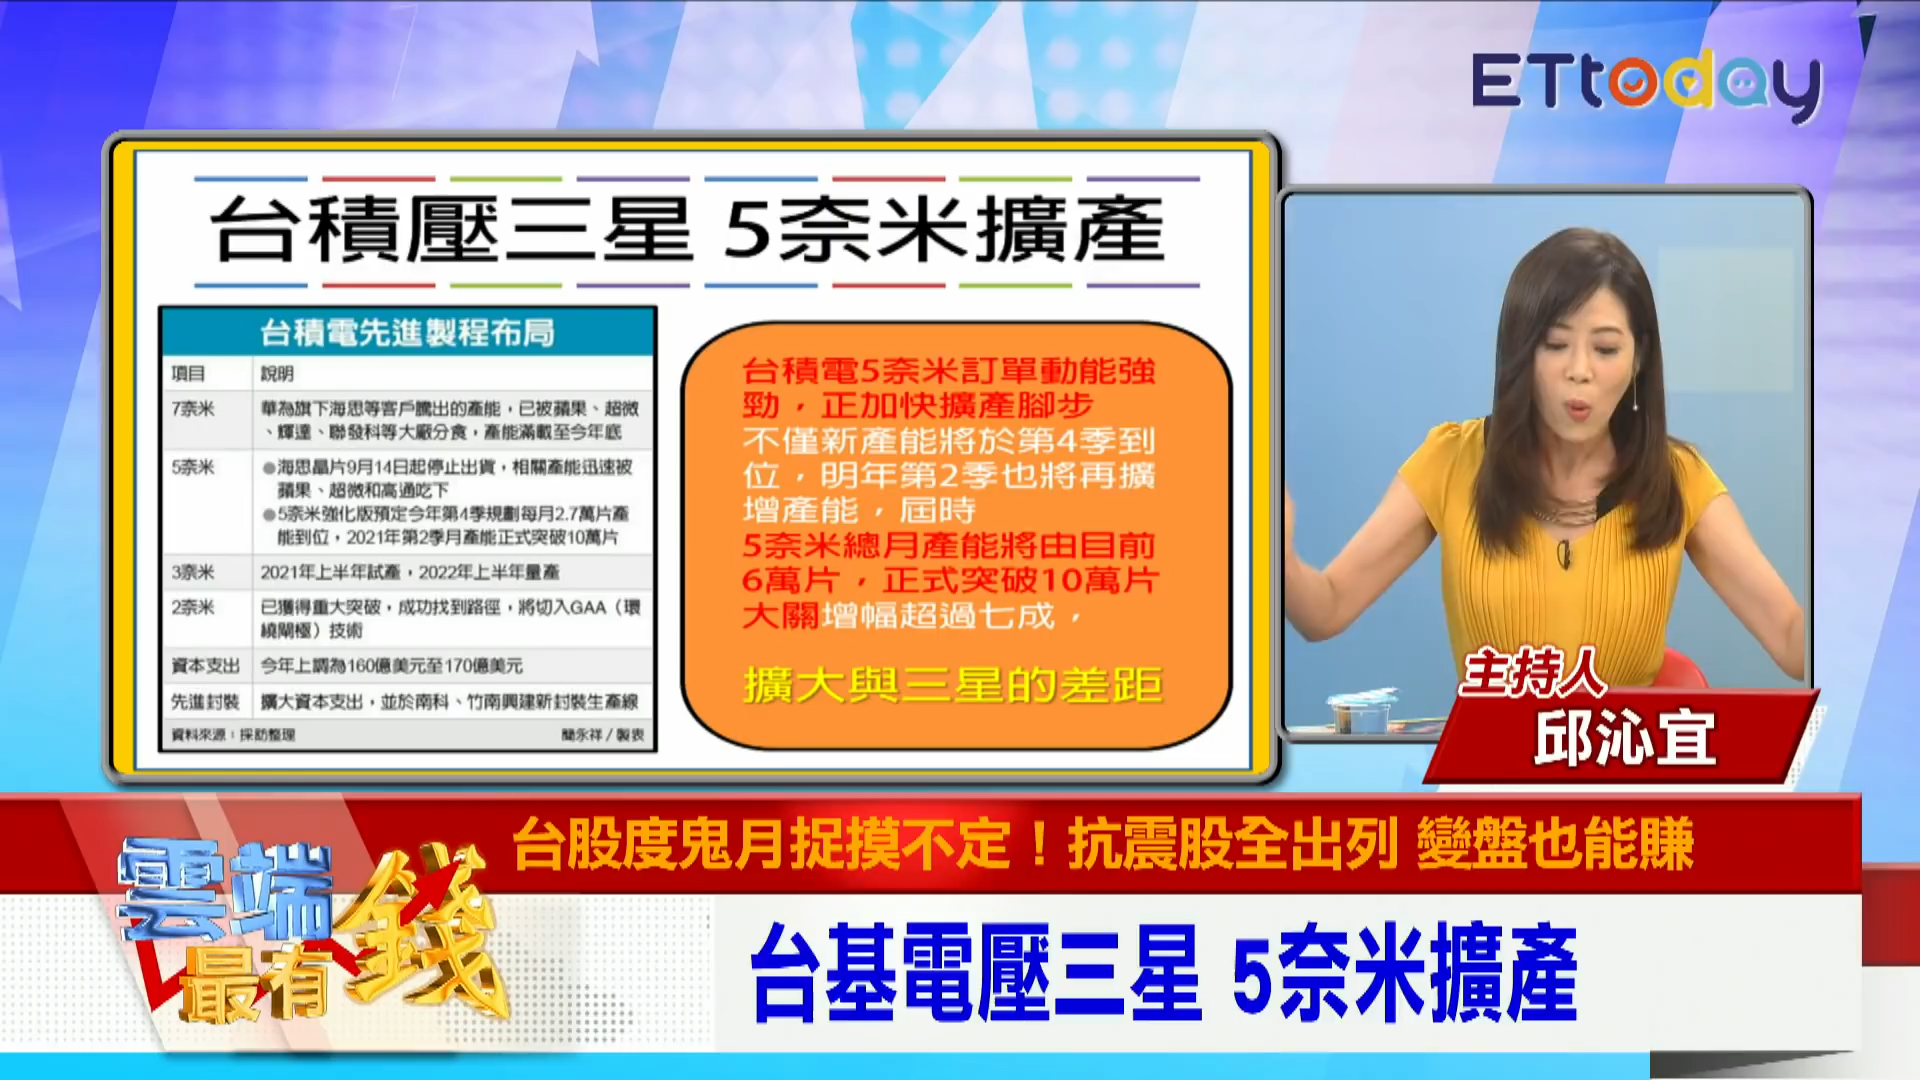 ETtoday
台積壓三星 5奈米擴產
台積電先進製程布局
項目 說明
7奈米 華為旗下海思等客戶騰出的產能，已被蘋果、超微
、輝達、聯發科等大廠分食，產能滿載至今年底
5奈米 ●海思晶片9月14日起停止出貨，相關產能迅速被
蘋果、超微和高通吃下
●5奈米強化版預定今年第4季規劃每月2.7萬片產
能到位，2021年第2季月產能正式突破10萬片
3奈米 2021年上半年試產，2022年上半年量產
2奈米 已獲得重大突破，成功找到路徑，將切入GAA（環
繞閘極）技術
資本支出 今年上調為160億美元至170億美元
先進封裝 擴大資本支出，並於南科、竹南興建新封裝生產線
資料來源：採訪整理 簡永祥／製表
台積電5奈米訂單動能強
勁，正加快擴產腳步
不僅新產能將於第4季到
位，明年第2季也將再擴
增產能，屆時
5奈米總月產能將由目前
6萬片，正式突破10萬片
大關增幅超過七成，
擴大與三星的差距
主持人
邱沁宜
台股度鬼月捉摸不定！抗震股全出列 變盤也能賺
雲端
最有錢
台基電壓三星 5奈米擴產